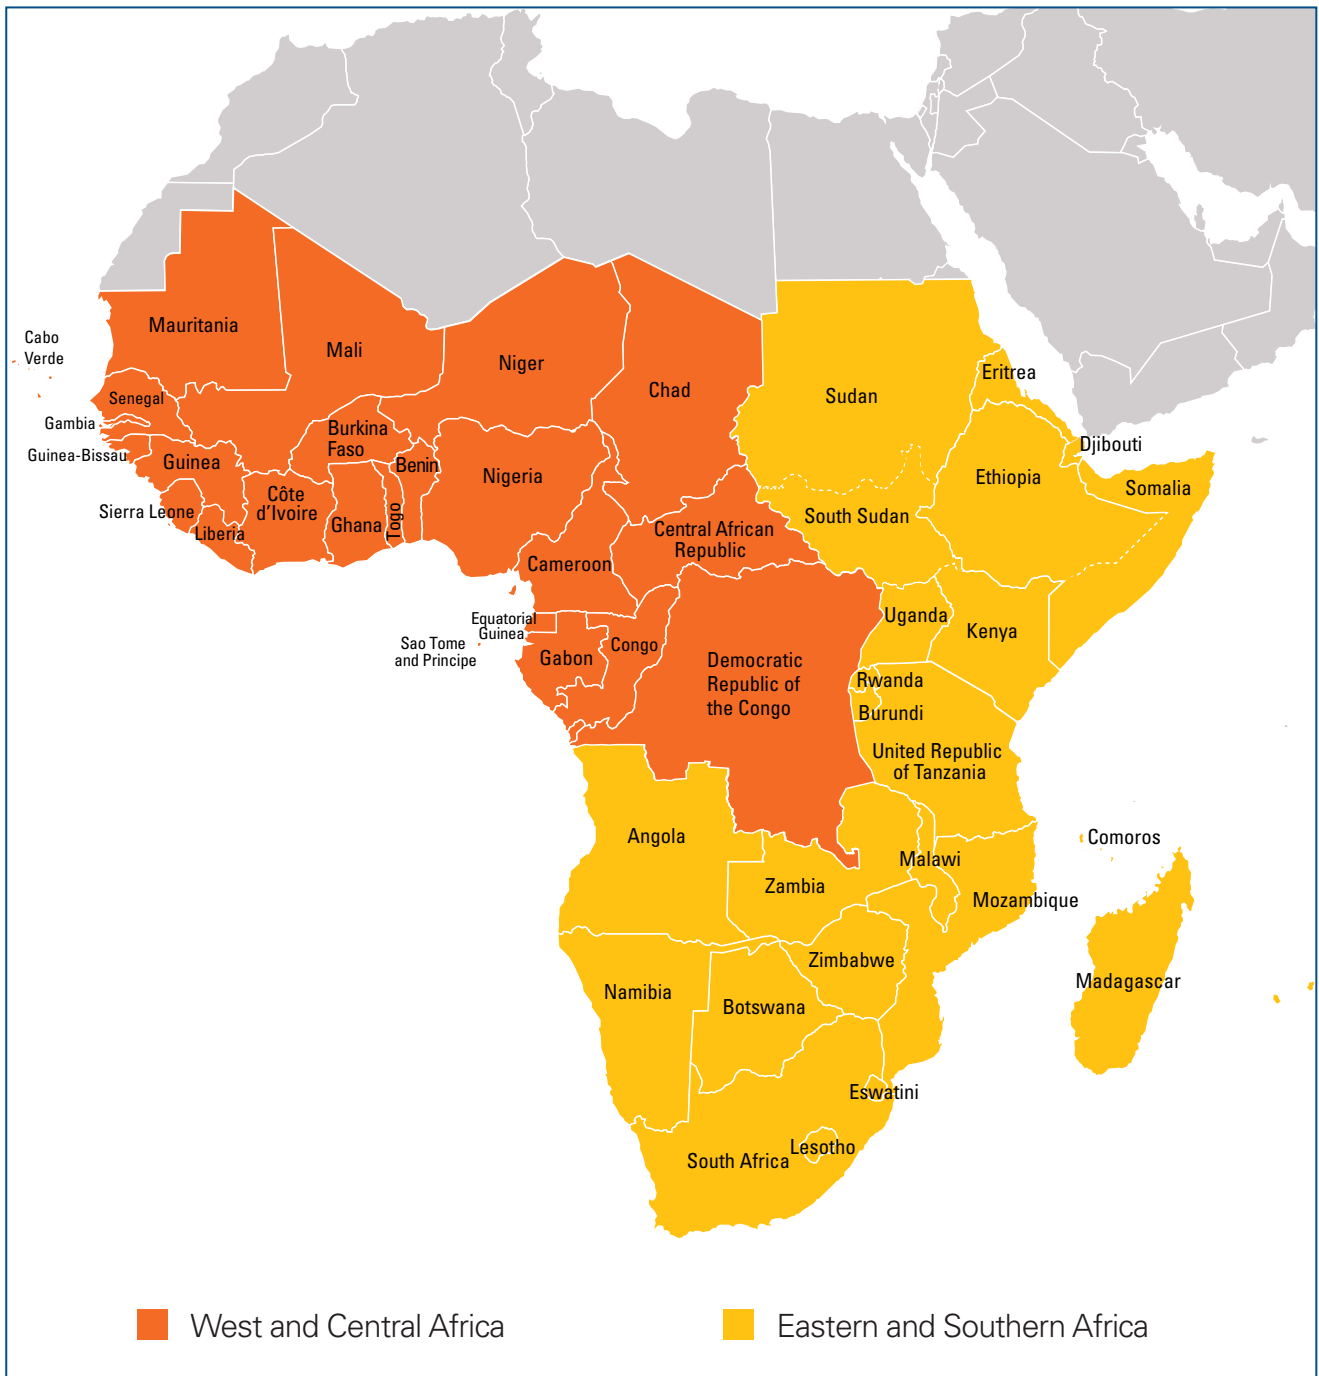 Mauritania
Cabo
Verde
Mali
Niger
Chad
Sudan
Eritrea
Senegal
Gambia
Burkina
Faso
Djibouti
Guinea-Bissau
Guinea
Benin
Nigeria
Ethiopia
Somalia
Côte
d'Ivoire
Sierra Leone
Liberia
Ghana
Togo
South Sudan
Central African
Republic
Cameroon
Equatorial
Guinea
Sao Tome
and Principe
Gabon
Congo
Uganda
Kenya
Democratic
Republic of
the Congo
Rwanda
Burundi
United Republic
of Tanzania
Angola
Comoros
Malawi
Zambia
Mozambique
Zimbabwe
Namibia
Botswana
Madagascar
Eswatini
Lesotho
South Africa
West and Central Africa
Eastern and Southern Africa